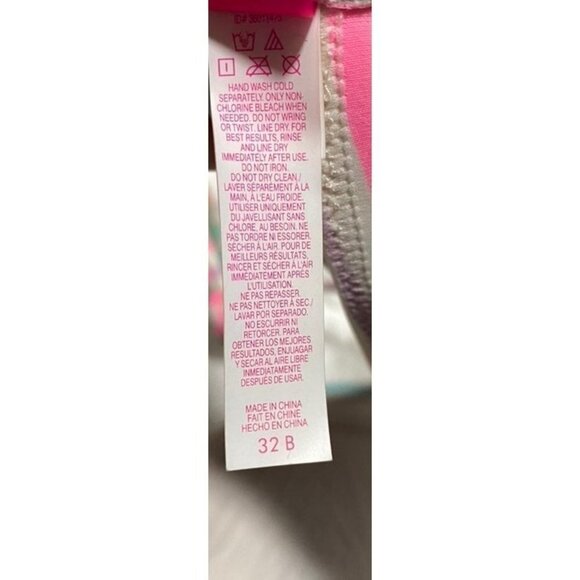 HAND WASH COLD
SEPARATELY. ONLY NON-
CHLORINE BLEACH WHEN
NEEDED. DO NOT WRING
OR TWIST. LINE DRY. FOR
BEST RESULTS, RINSE
AND LINE DRY
IMMEDIATELY AFTER USE.
DO NOT IRON.
DO NOT DRY CLEAN /
LAVER SÉPARÉMENT À LA
MAIN, À L'EAU FROIDE.
UTILISER UNIQUEMENT
DU JAVELLISANT SANS
CHLORE, AU BESOIN. NE
PAS TORDRE NI ESSORER.
SÉCHER À L'AIR. POUR DE
MEILLEURS RÉSULTATS,
RINCER ET SÉCHER À L'AIR
IMMÉDIATEMENT APRÈS
L'UTILISATION.
NE PAS REPASSER.
NE PAS NETTOYER À SEC /
LAVAR POR SEPARADO.
NO ESCURRIR NI
RETORCER. PARA
OBTENER LOS MEJORES
RESULTADOS, ENJUAGAR
Y SECAR AL AIRE LIBRE
INMEDIATAMENTE
DESPUÉS DE USAR.
MADE IN CHINA
FAIT EN CHINE
HECHO EN CHINA
32 B